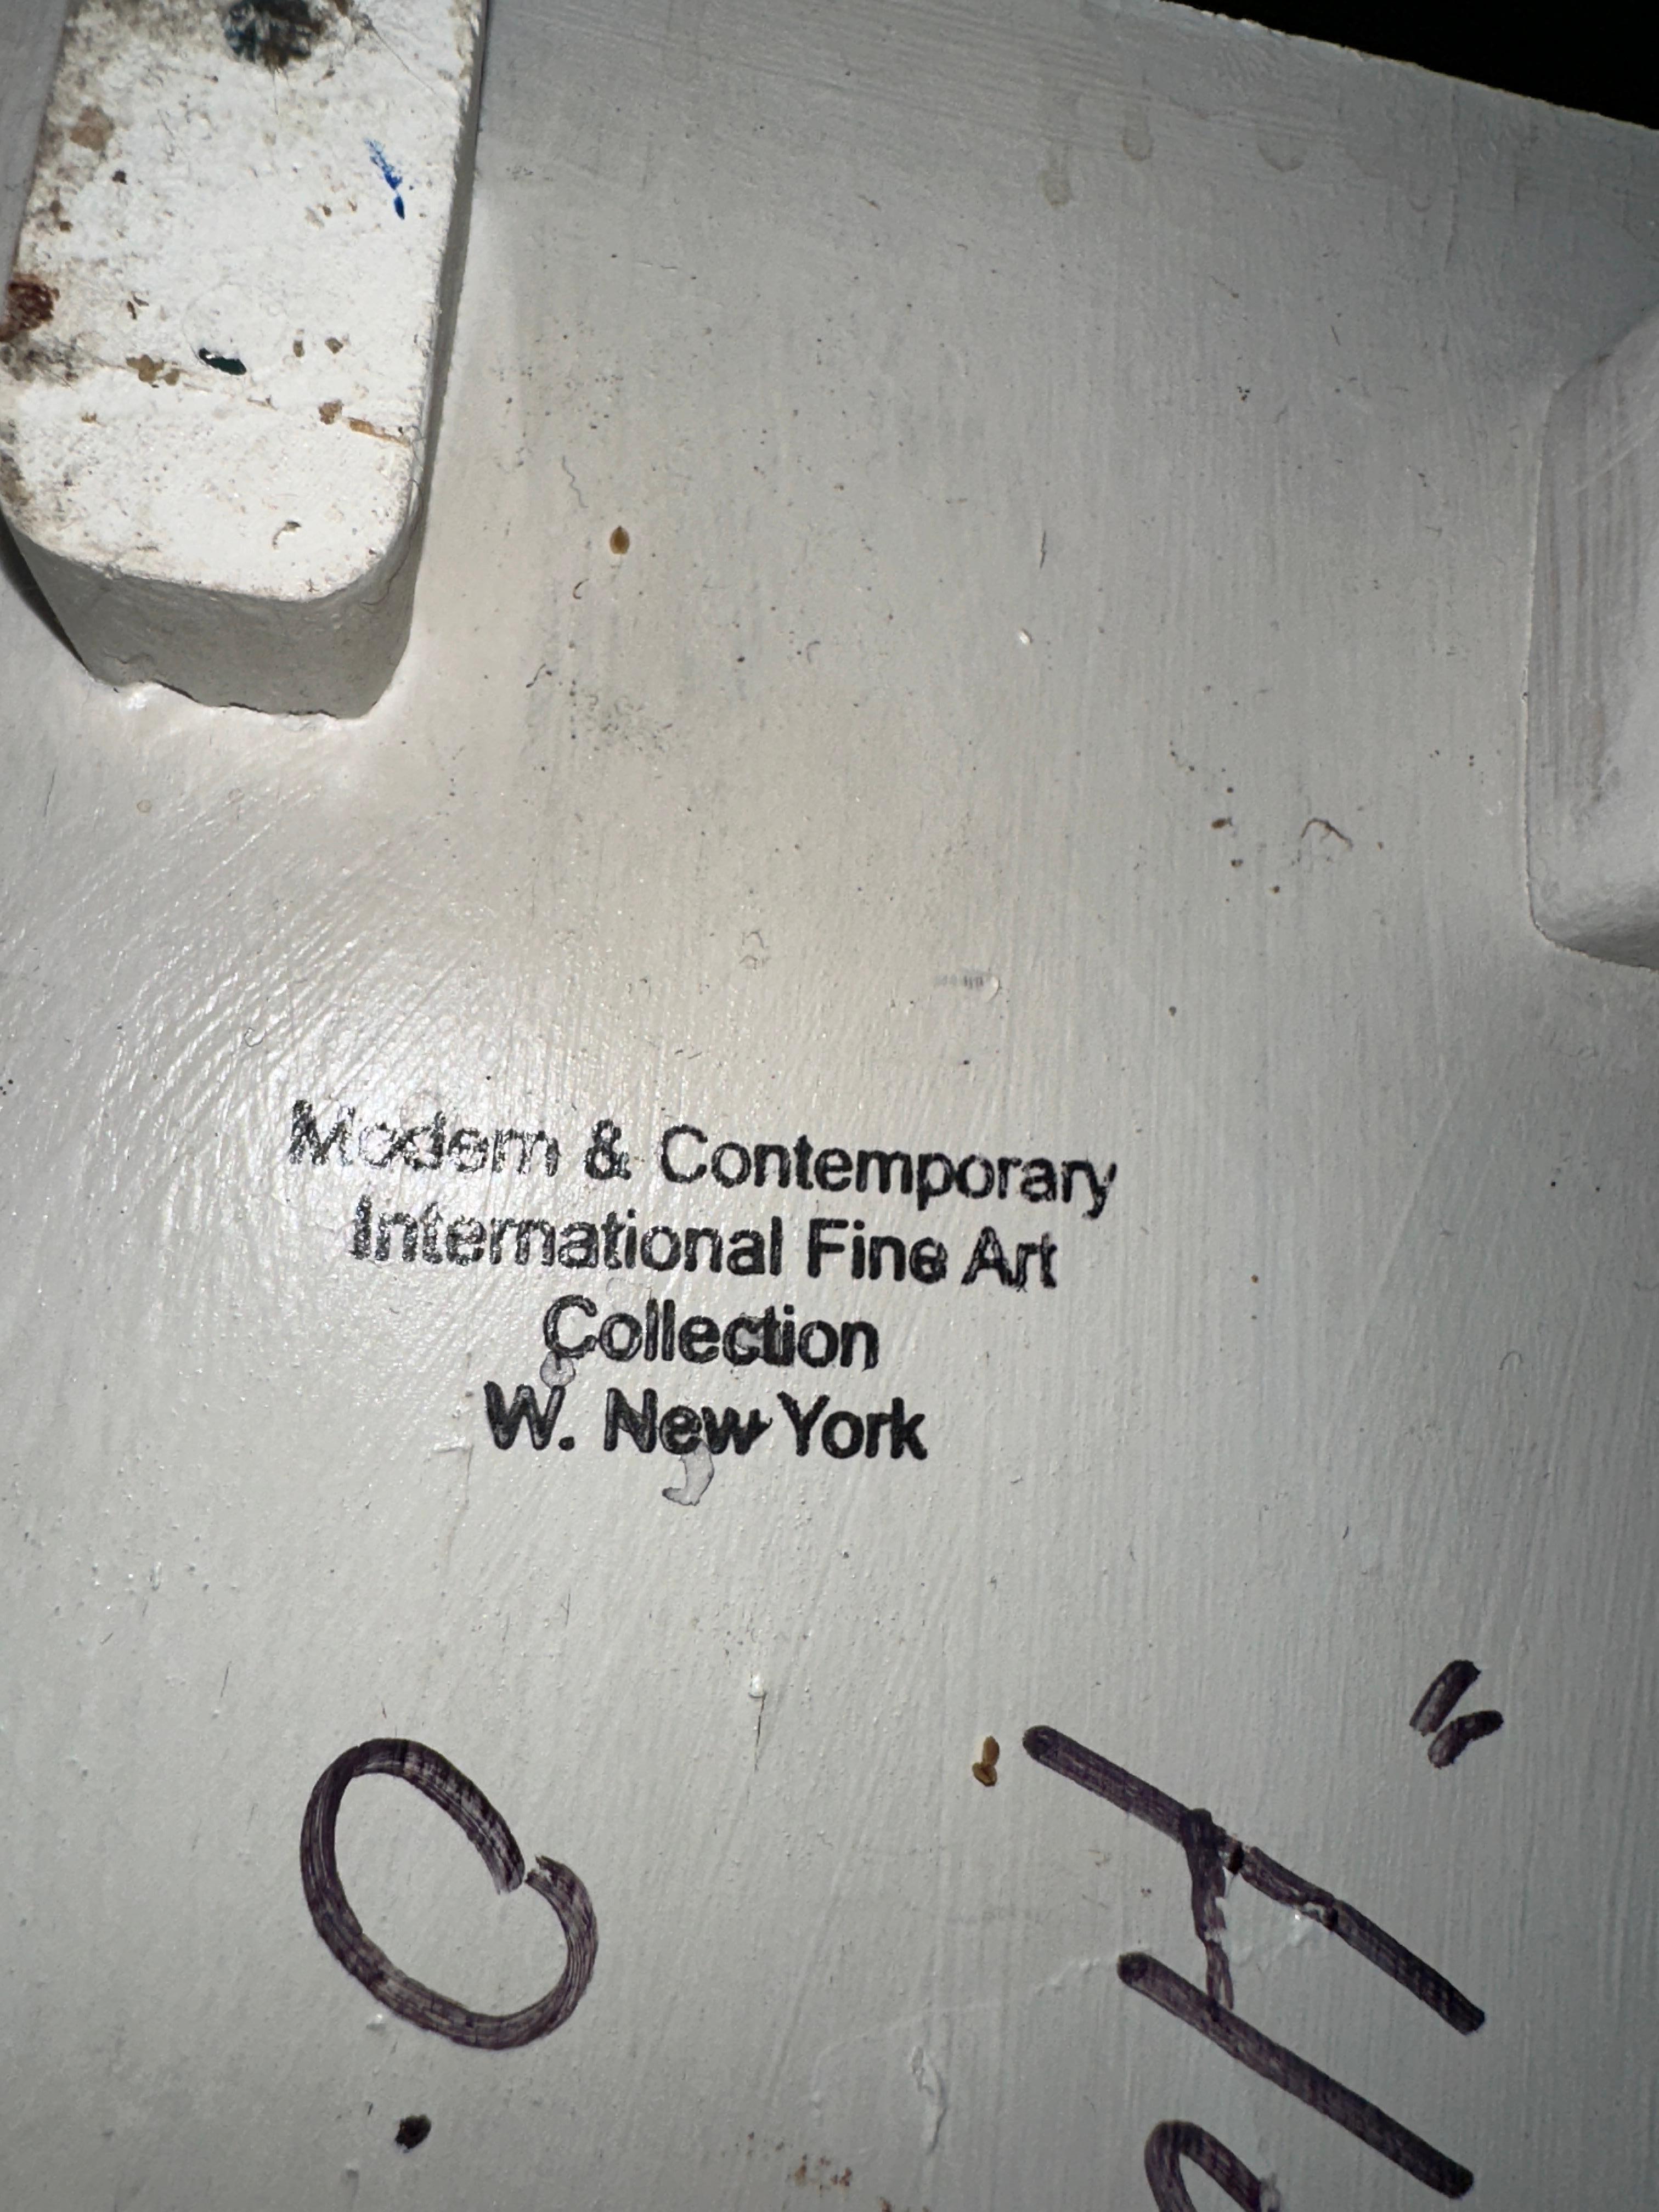 Modern & Contemporary
International Fine Art
Collection
W. New York
O
H"